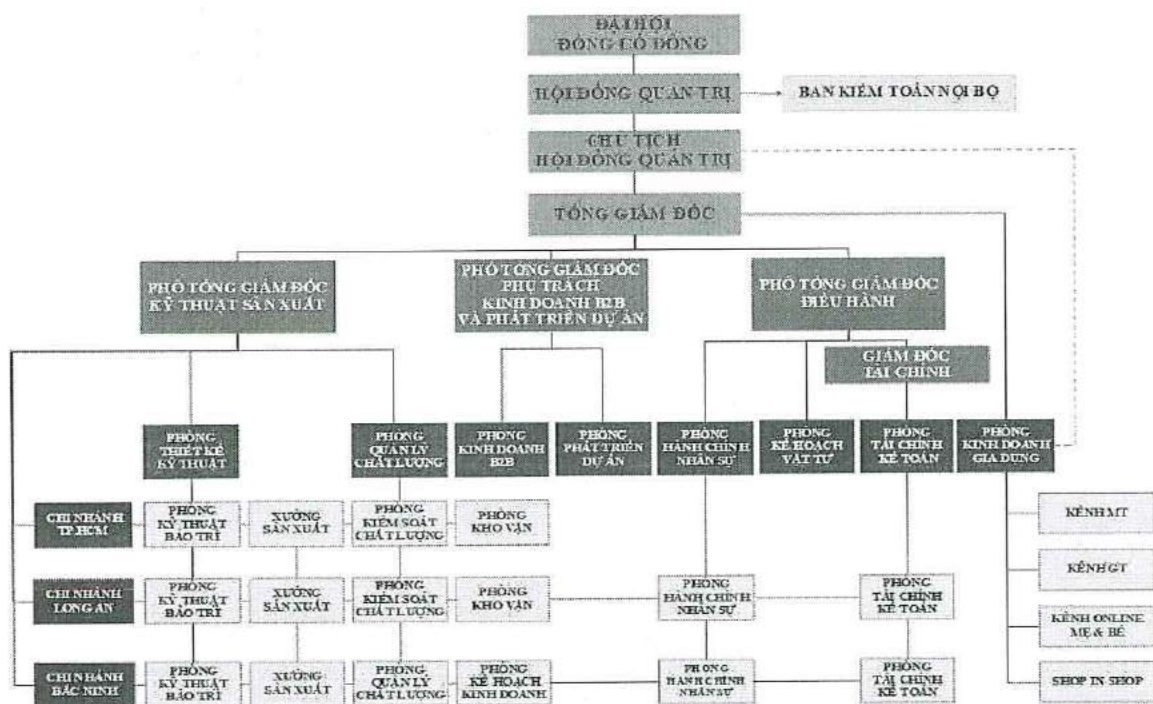 ĐẠI HỘI
ĐỒNG CỔ ĐÔNG
HỘI ĐỒNG QUẢN TRỊ
BAN KIỂM TOÁN NỘI BỘ
CHỦ TỊCH
HỘI ĐỒNG QUẢN TRỊ
TỔNG GIÁM ĐỐC
PHÓ TỔNG GIÁM ĐỐC
KỸ THUẬT SẢN XUẤT
PHÓ TỔNG GIÁM ĐỐC
PHỤ TRÁCH
KINH DOANH B2B
VÀ PHÁT TRIỂN DỰ ÁN
PHÓ TỔNG GIÁM ĐỐC
ĐIỀU HÀNH
GIÁM ĐỐC
TÀI CHÍNH
PHÒNG
THIẾT KẾ
KỸ THUẬT
PHÒNG
QUẢN LÝ
CHẤT LƯỢNG
PHÒNG
KINH DOANH
B2B
PHÒNG
PHÁT TRIỂN
DỰ ÁN
PHÒNG
HÀNH CHÍNH
NHÂN SỰ
PHÒNG
KẾ HOẠCH
VẬT TƯ
PHÒNG
TÀI CHÍNH
KẾ TOÁN
PHÒNG
KINH DOANH
GIA DỤNG
CHI NHÁNH
TP.HCM
PHÒNG
KỸ THUẬT
BẢO TRÌ
XƯỞNG
SẢN XUẤT
PHÒNG
KIỂM SOÁT
CHẤT LƯỢNG
PHÒNG
KHO VẬN
KÊNH MT
KÊNH GT
CHI NHÁNH
LONG AN
PHÒNG
KỸ THUẬT
BẢO TRÌ
XƯỞNG
SẢN XUẤT
PHÒNG
KIỂM SOÁT
CHẤT LƯỢNG
PHÒNG
KHO VẬN
PHÒNG
HÀNH CHÍNH
NHÂN SỰ
PHÒNG
TÀI CHÍNH
KẾ TOÁN
KÊNH ONLINE
MẸ & BÉ
CHI NHÁNH
BẮC NINH
PHÒNG
KỸ THUẬT
BẢO TRÌ
XƯỞNG
SẢN XUẤT
PHÒNG
QUẢN LÝ
CHẤT LƯỢNG
PHÒNG
KẾ HOẠCH
KINH DOANH
PHÒNG
HÀNH CHÍNH
NHÂN SỰ
PHÒNG
TÀI CHÍNH
KẾ TOÁN
SHOP IN SHOP